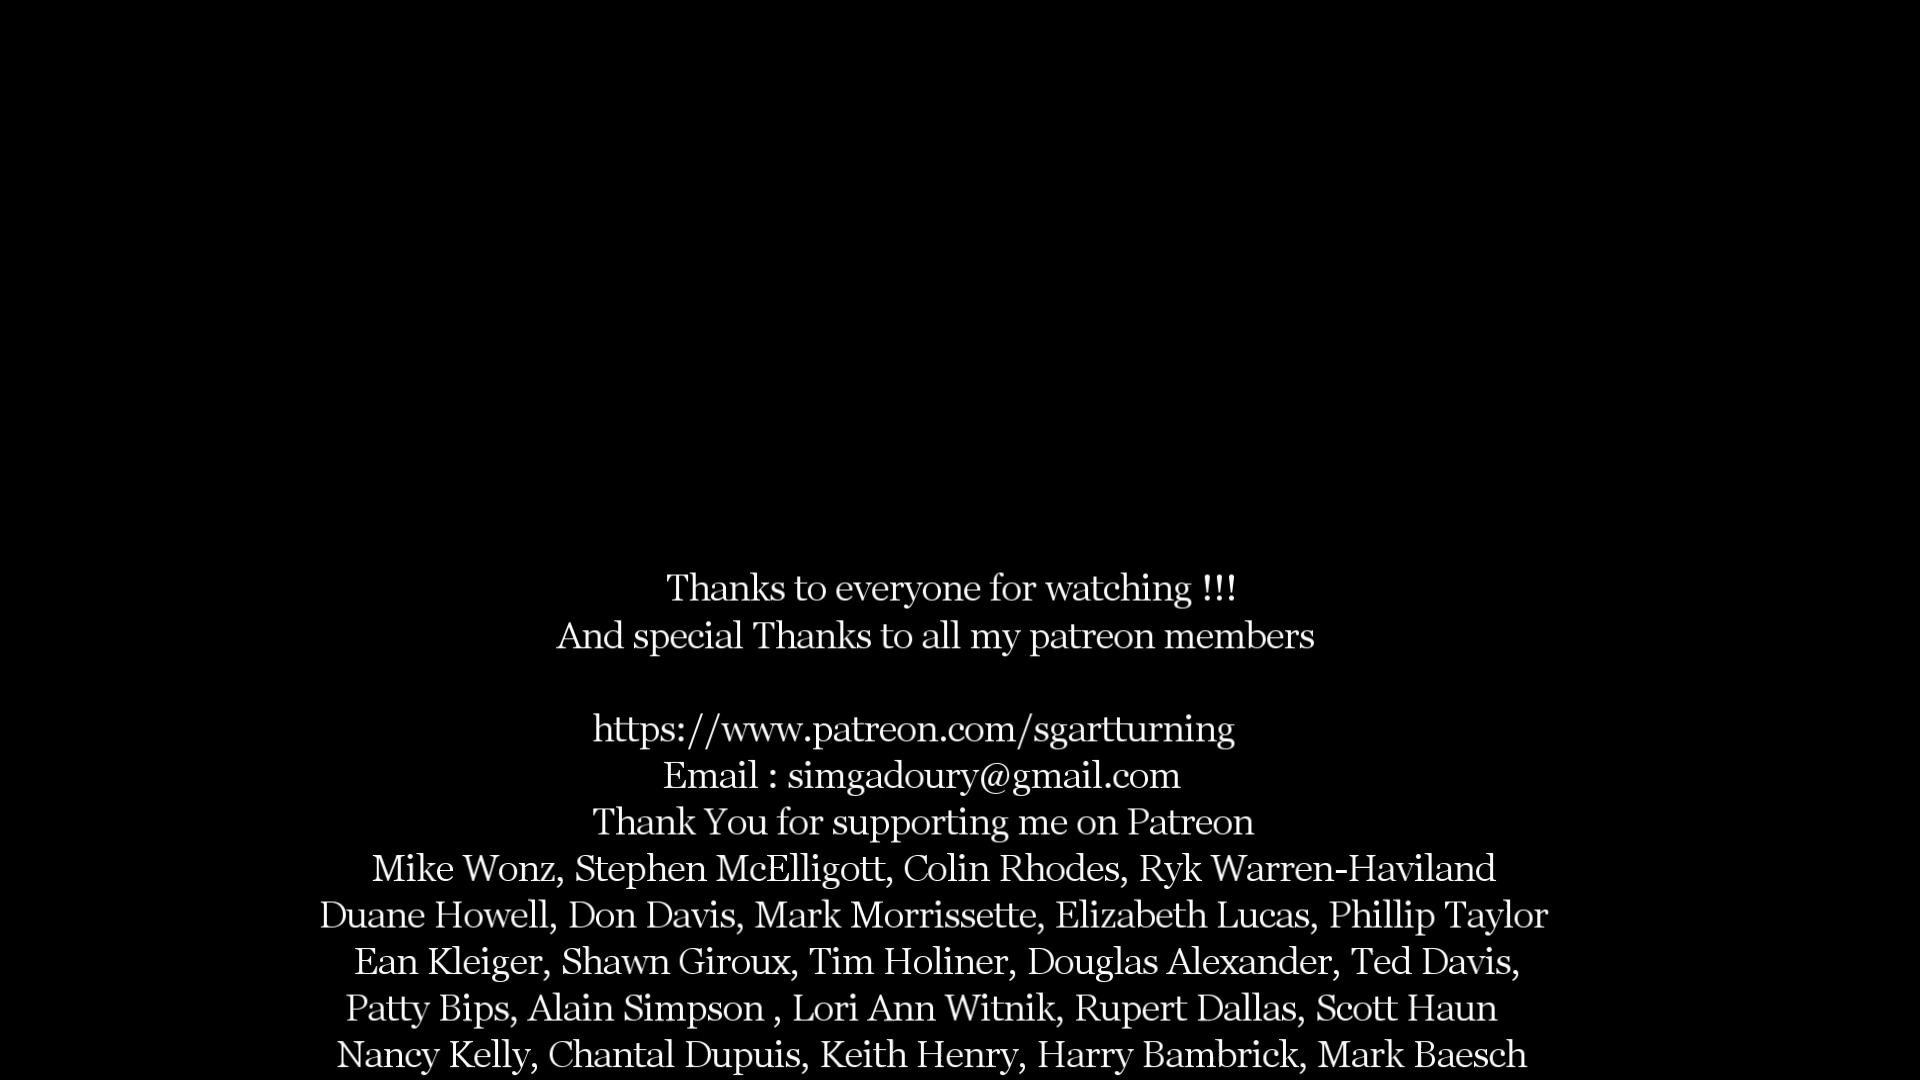 Thanks to everyone for watching !!!
And special Thanks to all my patreon members
https://www.patreon.com/sgartturning
Email : simgadoury@gmail.com
Thank You for supporting me on Patreon
Mike Wonz, Stephen McElligott, Colin Rhodes, Ryk Warren-Haviland
Duane Howell, Don Davis, Mark Morrissette, Elizabeth Lucas, Phillip Taylor
Ean Kleiger, Shawn Giroux, Tim Holiner, Douglas Alexander, Ted Davis,
Patty Bips, Alain Simpson , Lori Ann Witnik, Rupert Dallas, Scott Haun
Nancy Kelly, Chantal Dupuis, Keith Henry, Harry Bambrick, Mark Baesch